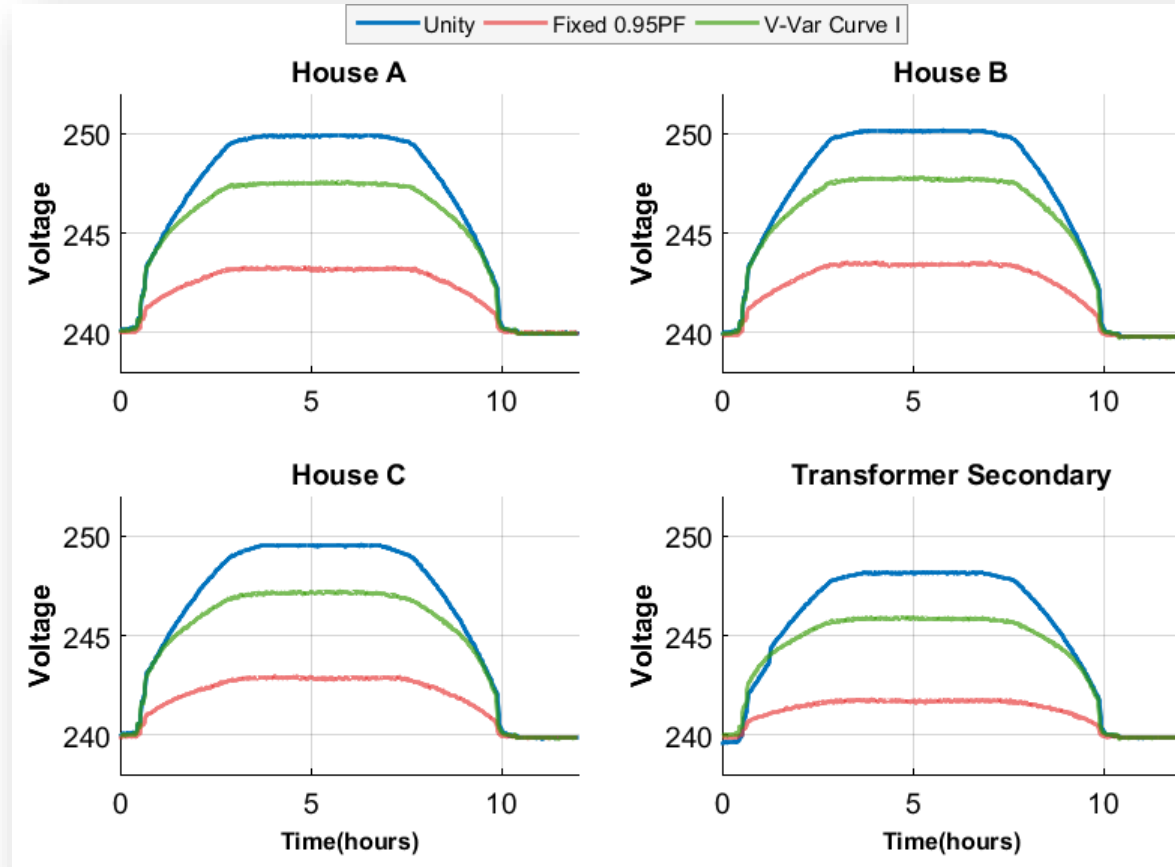 Unity Fixed 0.95PF V-Var Curve I
House A
House B
Voltage
250
245
240
0 5 10
Voltage
250
245
240
0 5 10
House C
Transformer Secondary
Voltage
250
245
240
0 5 10
Time(hours)
Voltage
250
245
240
0 5 10
Time(hours)